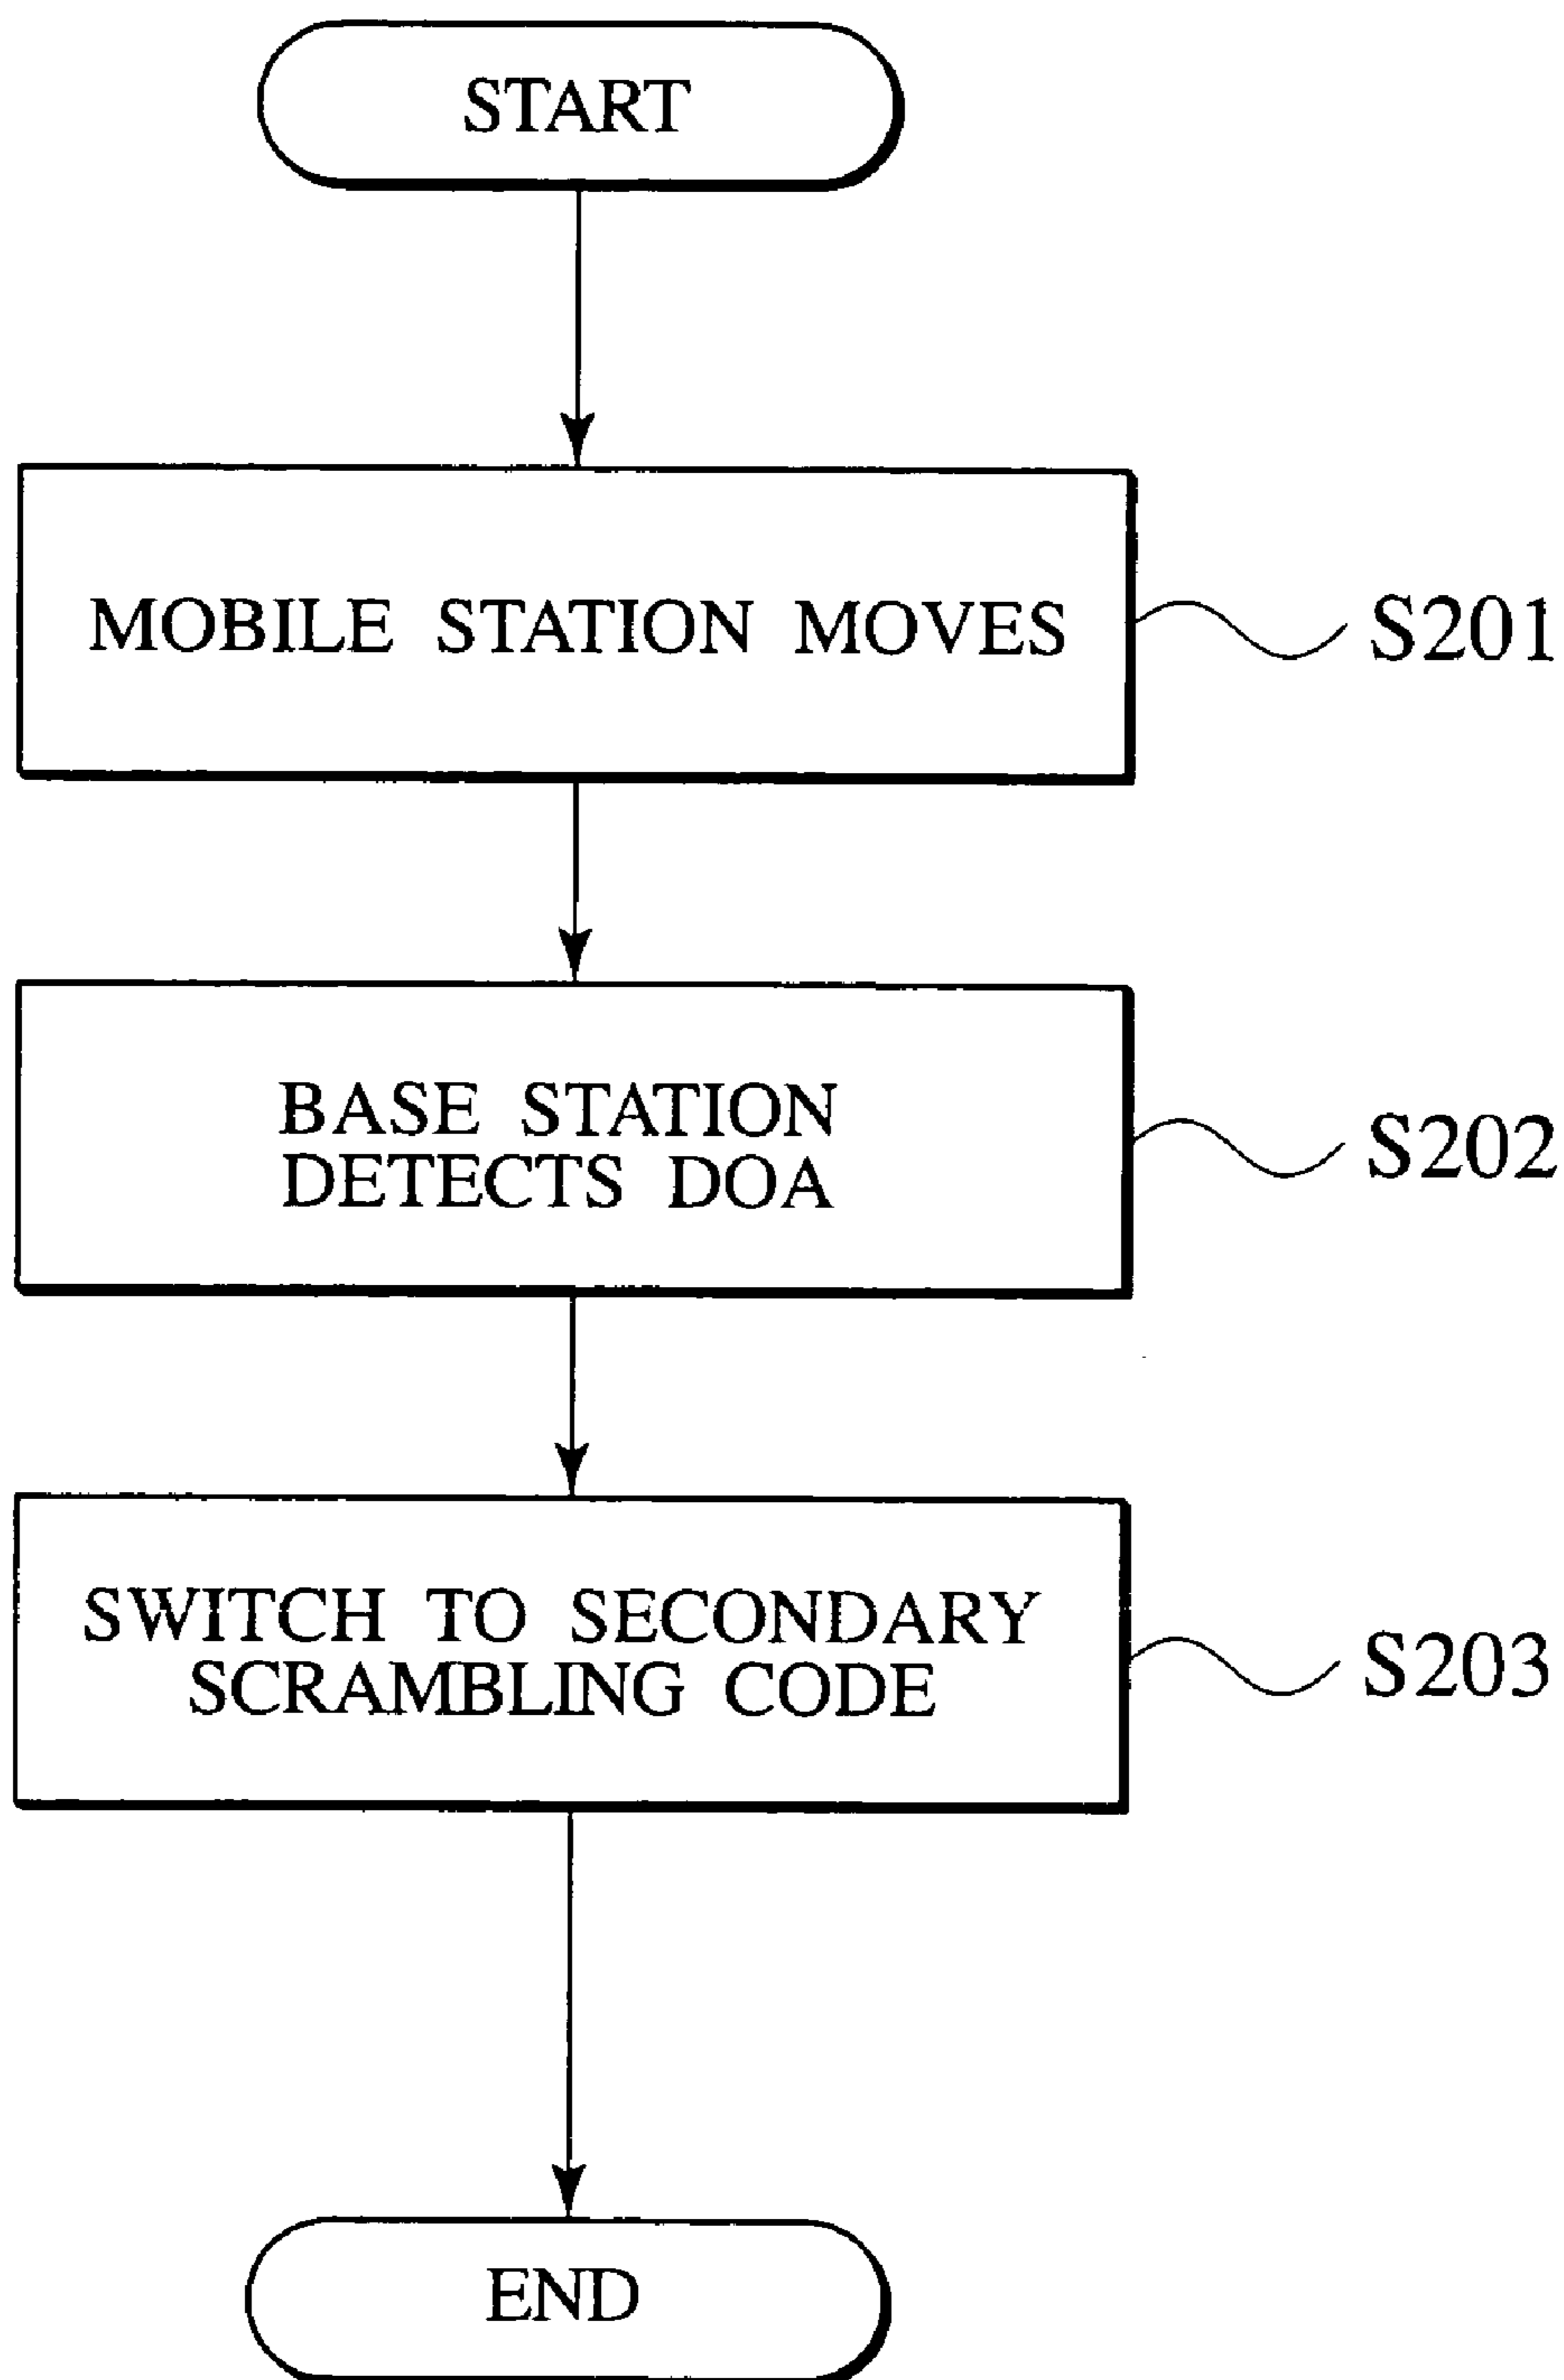 START
MOBILE STATION MOVES
S201
BASE STATION
DETECTS DOA
S202
SWITCH TO SECONDARY
SCRAMBLING CODE
S203
END